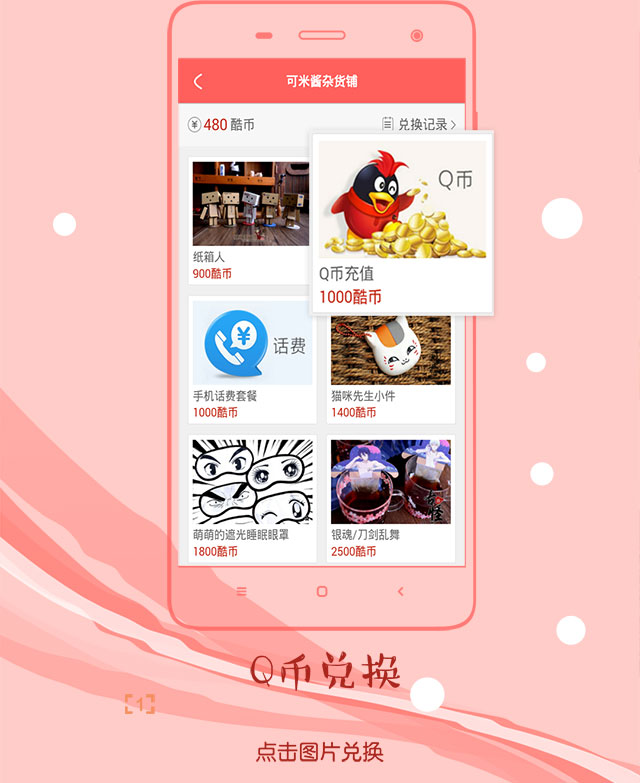 可米酱杂货铺
¥ 480 酷币
兑换记录
Q币
Q币充值
1000酷币
纸箱人
900酷币
¥
话费
手机话费套餐
1000酷币
猫咪先生小件
1400酷币
萌萌的遮光睡眠眼罩
1800酷币
银魂/刀剑乱舞
2500酷币
Q币兑换
[1]
点击图片兑换